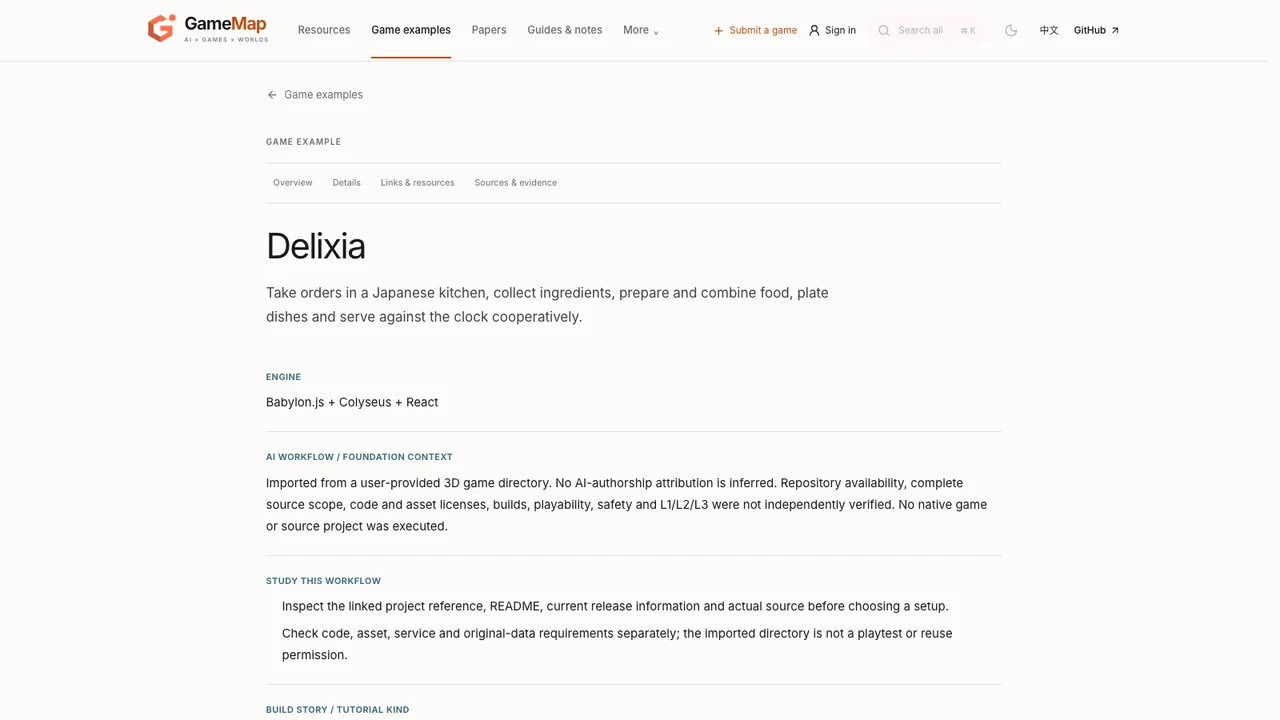 GameMap
AI × GAMES × WORLDS
Resources
Game examples
Papers
Guides & notes
More
+ Submit a game
Sign in
Search all
⌘ K
中文
GitHub ↗
← Game examples
GAME EXAMPLE
Overview
Details
Links & resources
Sources & evidence
Delixia
Take orders in a Japanese kitchen, collect ingredients, prepare and combine food, plate
dishes and serve against the clock cooperatively.
ENGINE
Babylon.js + Colyseus + React
AI WORKFLOW / FOUNDATION CONTEXT
Imported from a user-provided 3D game directory. No AI-authorship attribution is inferred. Repository availability, complete
source scope, code and asset licenses, builds, playability, safety and L1/L2/L3 were not independently verified. No native game
or source project was executed.
STUDY THIS WORKFLOW
Inspect the linked project reference, README, current release information and actual source before choosing a setup.
Check code, asset, service and original-data requirements separately; the imported directory is not a playtest or reuse
permission.
BUILD STORY / TUTORIAL KIND